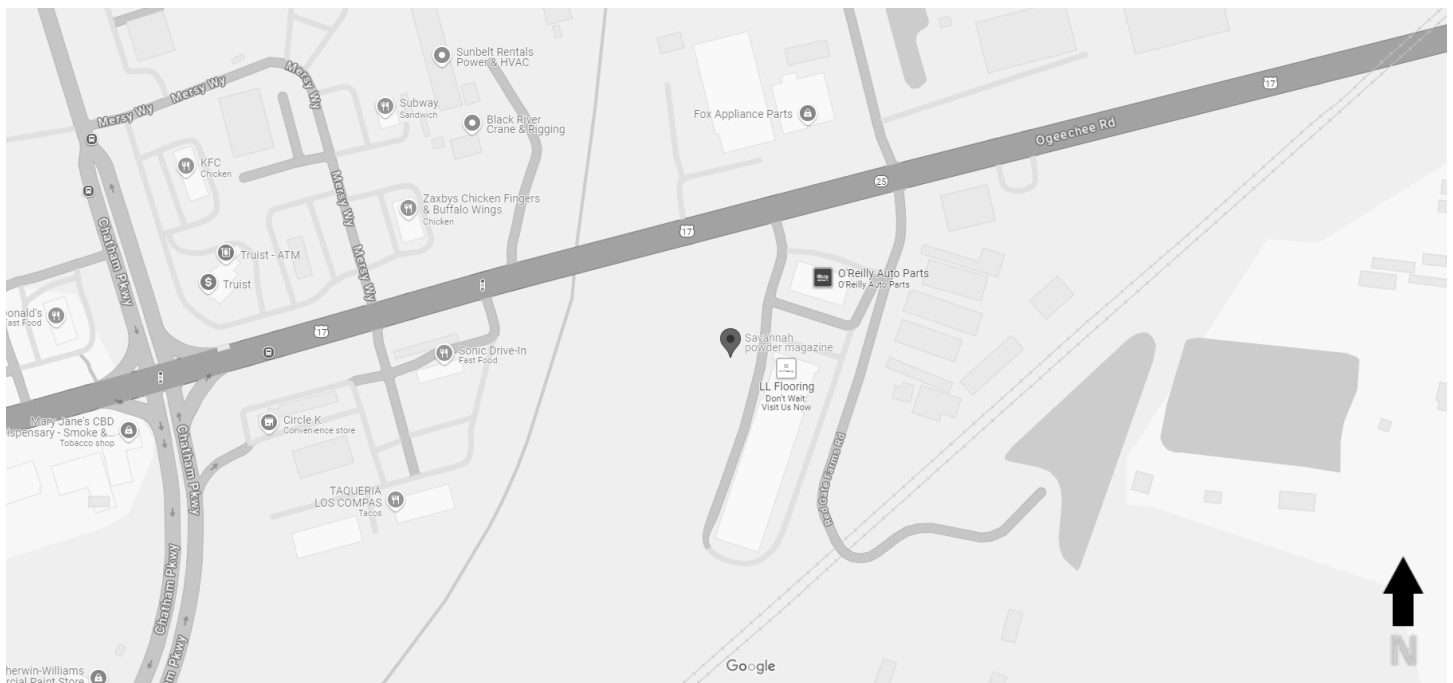 Sunbelt Rentals
Power & HVAC
Mersy Wy
Mersy Wy
Mersy Wy
Subway
Sandwich
17
Fox Appliance Parts
Black River
Crane & Rigging
Ogeechee Rd
KFC
Chicken
25
Mersy Wy
Zaxbys Chicken Fingers
& Buffalo Wings
Chicken
17
Chatham Pkwy
Truist - ATM
Mersy Wy
Truist
O'Reilly Auto Parts
O'Reilly Auto Parts
onald's
Fast Food
17
Savannah
powder magazine
Sonic Drive-In
Fast Food
LL Flooring
Don't Wait:
Visit Us Now
Mary Jane's CBD
ispensary - Smoke &...
Tobacco shop
Circle K
Convenience store
Chatham Pkwy
Red Gate Farms Rd
TAQUERIA
LOS COMPAS
Tacos
Chatham Pkwy
Pkwy
herwin-Williams
rcial Paint Store
Google
N